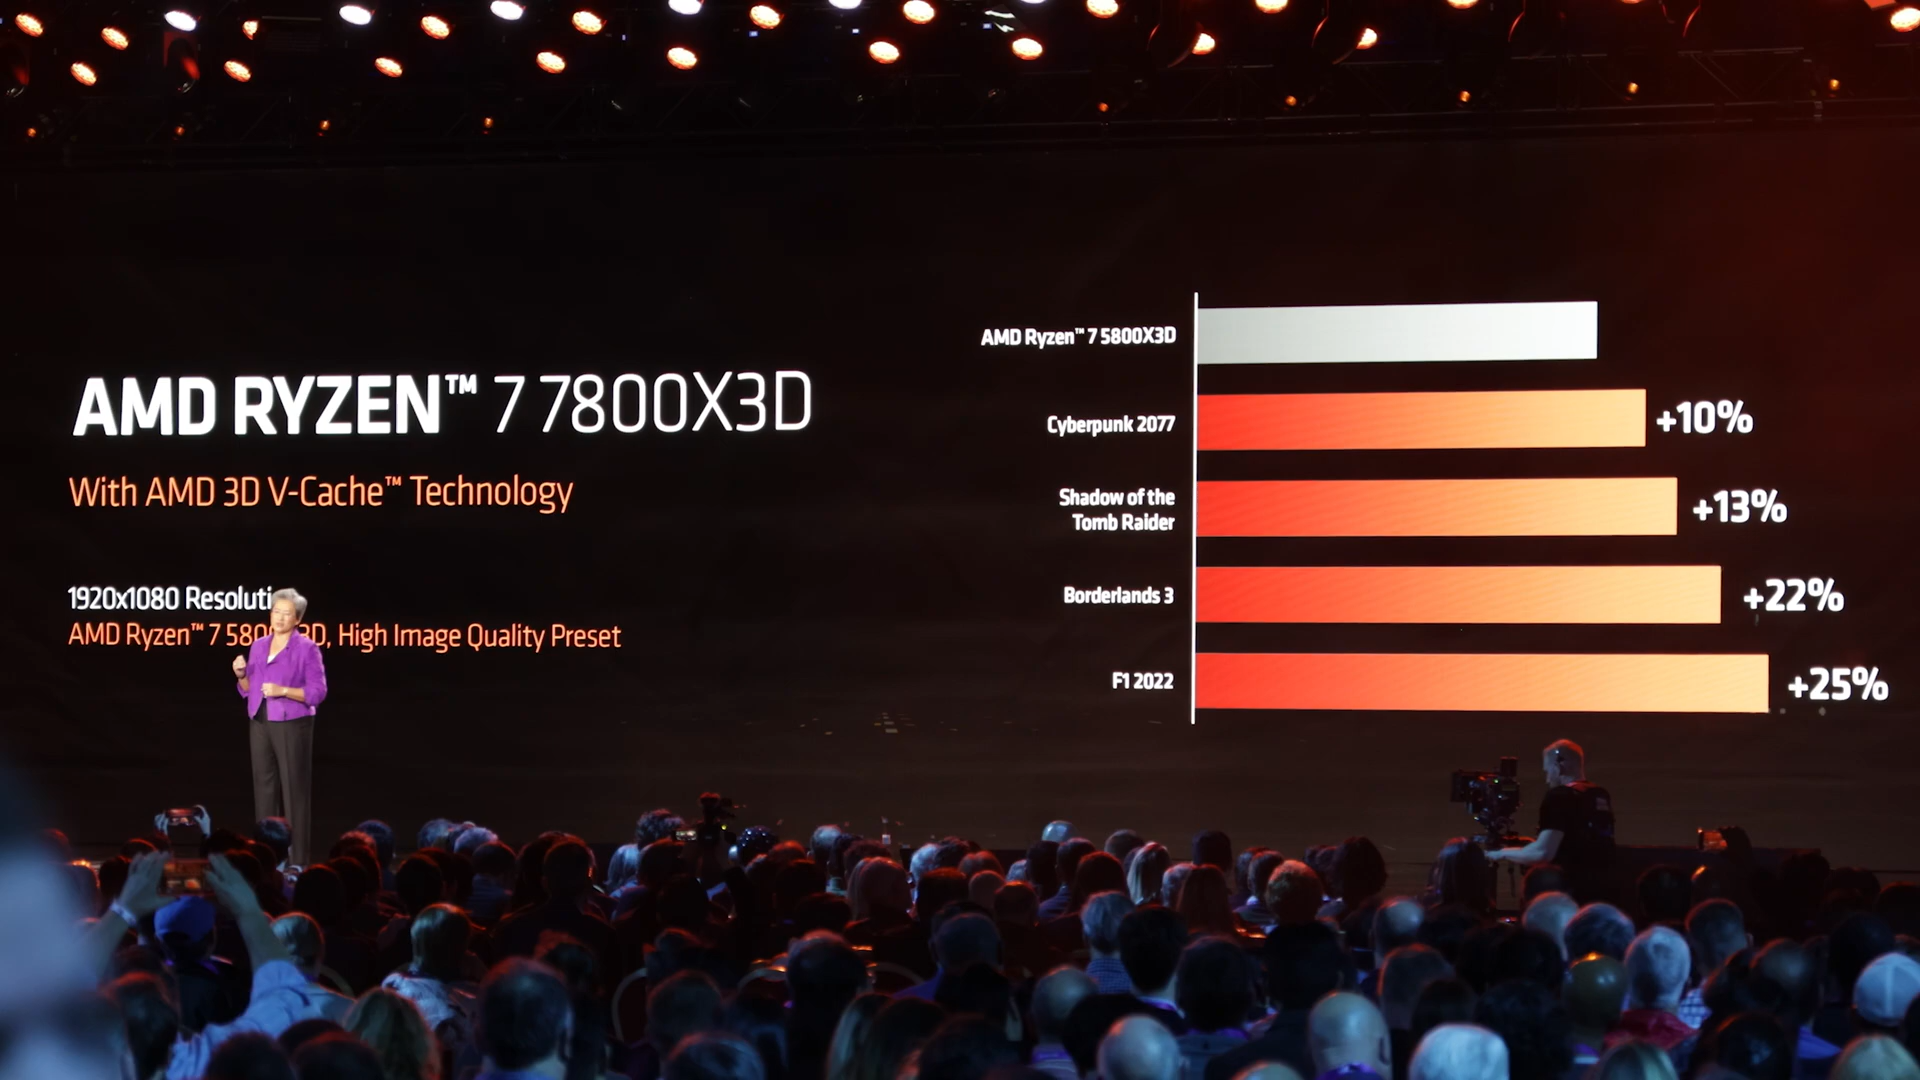 AMD RYZEN™ 7 7800X3D
With AMD 3D V-Cache™ Technology
1920x1080 Resoluti
AMD Ryzen™ 7 580 3D, High Image Quality Preset
AMD Ryzen™ 7 5800X3D
Cyberpunk 2077
+10%
Shadow of the
Tomb Raider
+13%
Borderlands 3
+22%
F1 2022
+25%